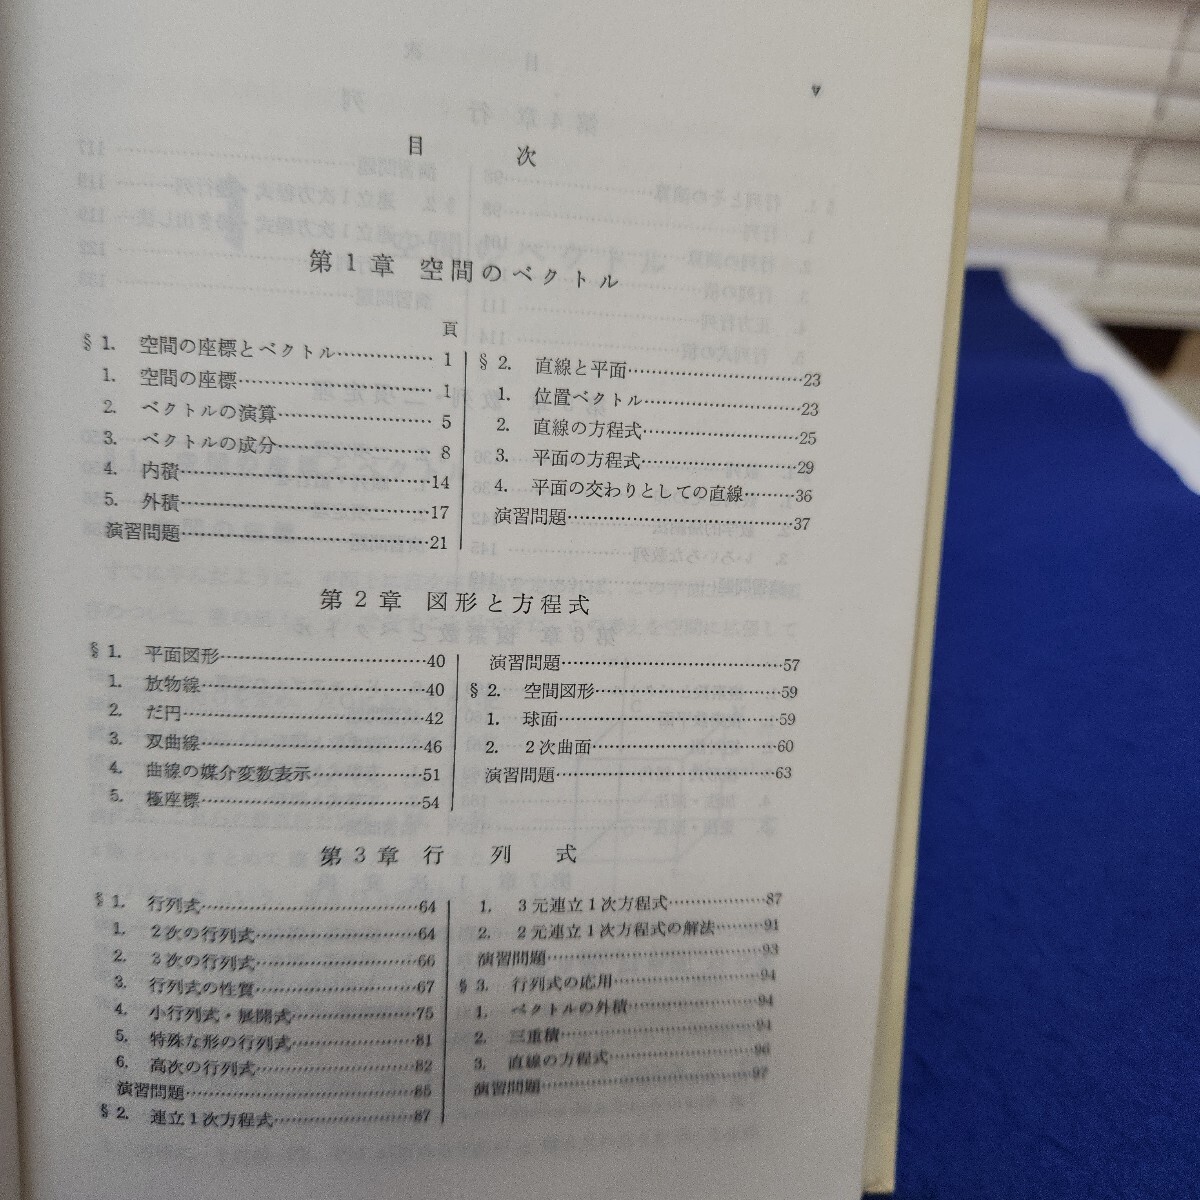 目次
第1章 空間のベクトル
頁
§1. 空間の座標とベクトル……………1
1. 空間の座標……………1
2. ベクトルの演算……………5
3. ベクトルの成分……………8
4. 内積……………14
5. 外積……………17
演習問題……………21
§2. 直線と平面……………23
1. 位置ベクトル……………23
2. 直線の方程式……………25
3. 平面の方程式……………29
4. 平面の交わりとしての直線………36
演習問題……………37
第2章 図形と方程式
§1. 平面図形……………40
1. 放物線……………40
2. だ円……………42
3. 双曲線……………46
4. 曲線の媒介変数表示……………51
5. 極座標……………54
演習問題……………57
§2. 空間図形……………59
1. 球面……………59
2. 2次曲面……………60
演習問題……………63
第3章 行列式
§1. 行列式……………64
1. 2次の行列式……………64
2. 3次の行列式……………66
3. 行列式の性質……………67
4. 小行列式・展開式……………75
5. 特殊な形の行列式……………81
6. 高次の行列式……………82
演習問題……………85
§2. 連立1次方程式……………87
1. 3元連立1次方程式……………87
2. 2元連立1次方程式の解法………91
演習問題……………93
§3. 行列式の応用……………94
1. ベクトルの外積……………94
2. 三重積……………94
3. 直線の方程式……………96
演習問題……………97